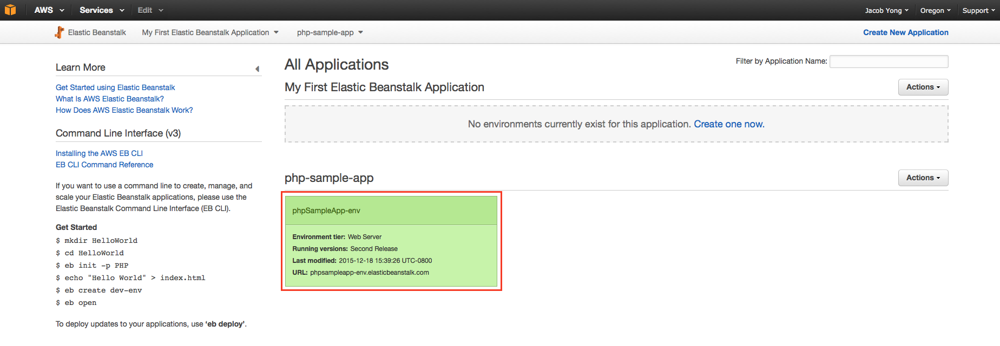 AWS Services Edit Jacob Yong Oregon Support
Elastic Beanstalk My First Elastic Beanstalk Application php-sample-app Create New Application
Learn More
Get Started using Elastic Beanstalk
What Is AWS Elastic Beanstalk?
How Does AWS Elastic Beanstalk Work?
Command Line Interface (v3)
Installing the AWS EB CLI
EB CLI Command Reference
If you want to use a command line to create, manage, and
scale your Elastic Beanstalk applications, please use the
Elastic Beanstalk Command Line Interface (EB CLI).
Get Started
$ mkdir HelloWorld
$ cd HelloWorld
$ eb init -p PHP
$ echo "Hello World" > index.html
$ eb create dev-env
$ eb open
To deploy updates to your applications, use ‘eb deploy’.
All Applications
Filter by Application Name:
My First Elastic Beanstalk Application
Actions
No environments currently exist for this application. Create one now.
php-sample-app
Actions
phpSampleApp-env
Environment tier: Web Server
Running versions: Second Release
Last modified: 2015-12-18 15:39:26 UTC-0800
URL: phpsampleapp-env.elasticbeanstalk.com